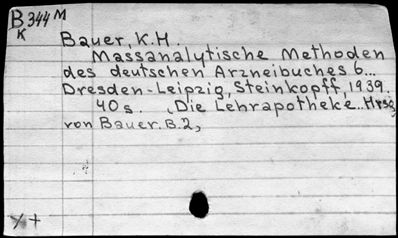 B 344 M
K
Bauer, K.H.
Massanalytische Methoden
des deutschen Arzneibuches 6...
Dresden-Leipzig, Steinkopff, 1939.
40 s. (Die Lehrapotheke.. Hrsg
von Bauer. B.2,
x +